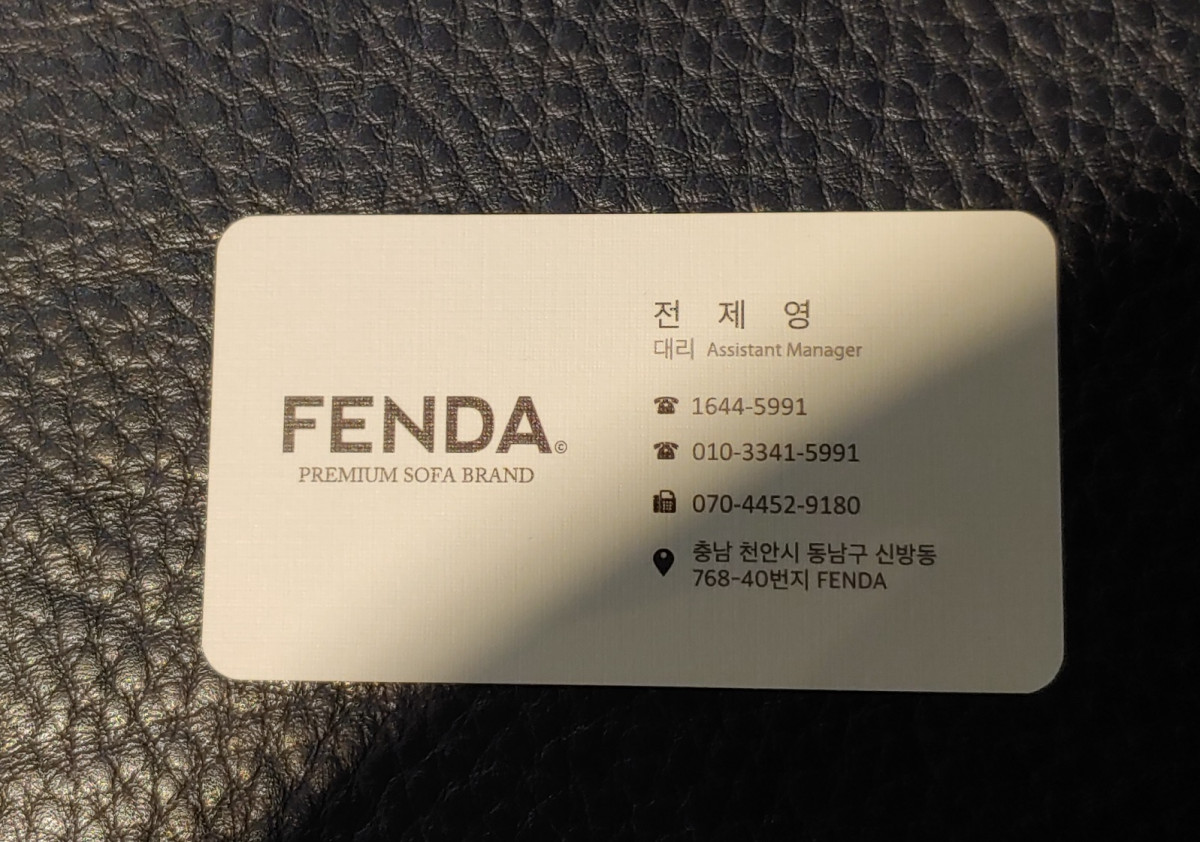 FENDA©
PREMIUM SOFA BRAND
전 제 영
대리 Assistant Manager
1644-5991
010-3341-5991
070-4452-9180
충남 천안시 동남구 신방동
768-40번지 FENDA